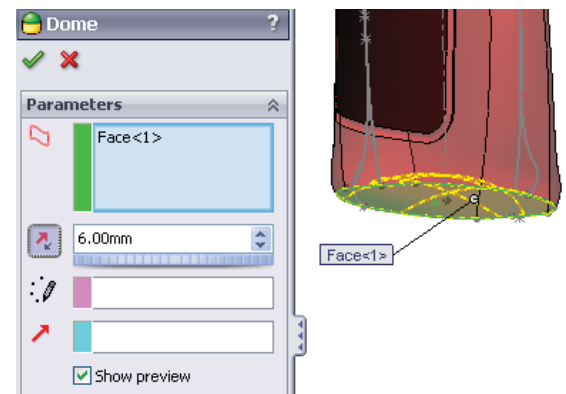 Dome ?
Parameters
Face<1>
6.00mm
Face<1>
Show preview